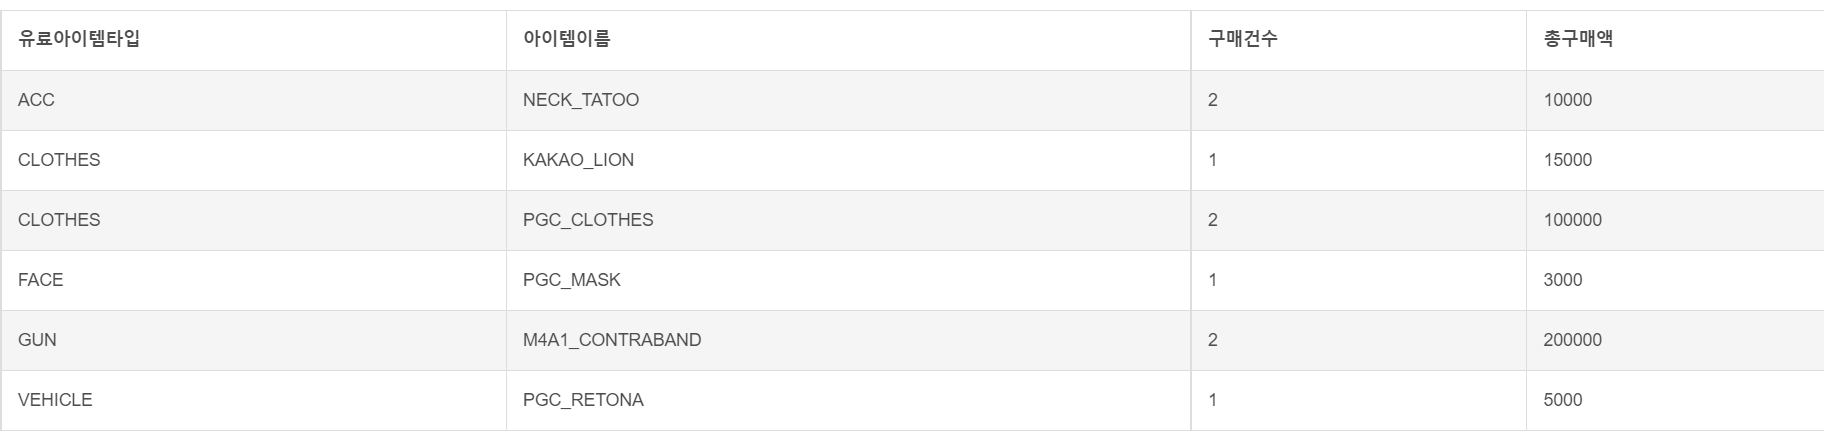 유료아이템타입 아이템이름 구매건수 총구매액
ACC NECK_TATOO 2 10000
CLOTHES KAKAO_LION 1 15000
CLOTHES PGC_CLOTHES 2 100000
FACE PGC_MASK 1 3000
GUN M4A1_CONTRABAND 2 200000
VEHICLE PGC_RETONA 1 5000